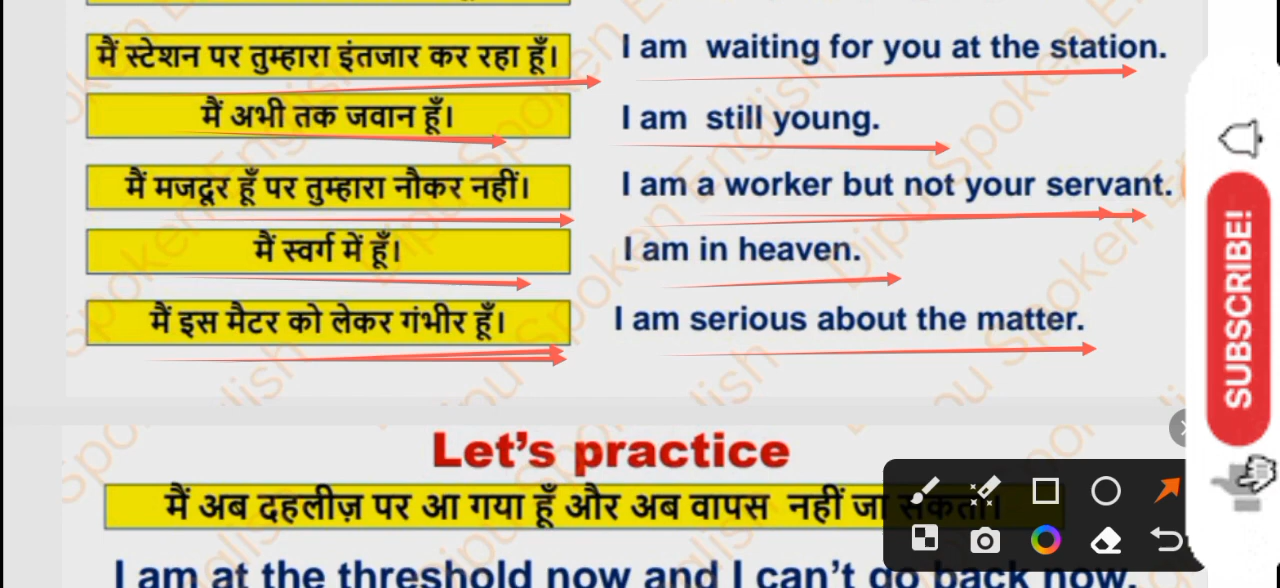 मैं स्टेशन पर तुम्हारा इंतजार कर रहा हूँ।
I am waiting for you at the station.
मैं अभी तक जवान हूँ।
I am still young.
मैं मजदूर हूँ पर तुम्हारा नौकर नहीं।
I am a worker but not your servant.
मैं स्वर्ग में हूँ।
I am in heaven.
मैं इस मैटर को लेकर गंभीर हूँ।
I am serious about the matter.
SUBSCRIBE!
Let's practice
मैं अब दहलीज़ पर आ गया हूँ और अब वापस नहीं जा सकता।
I am at the threshold now and I can't go back now.